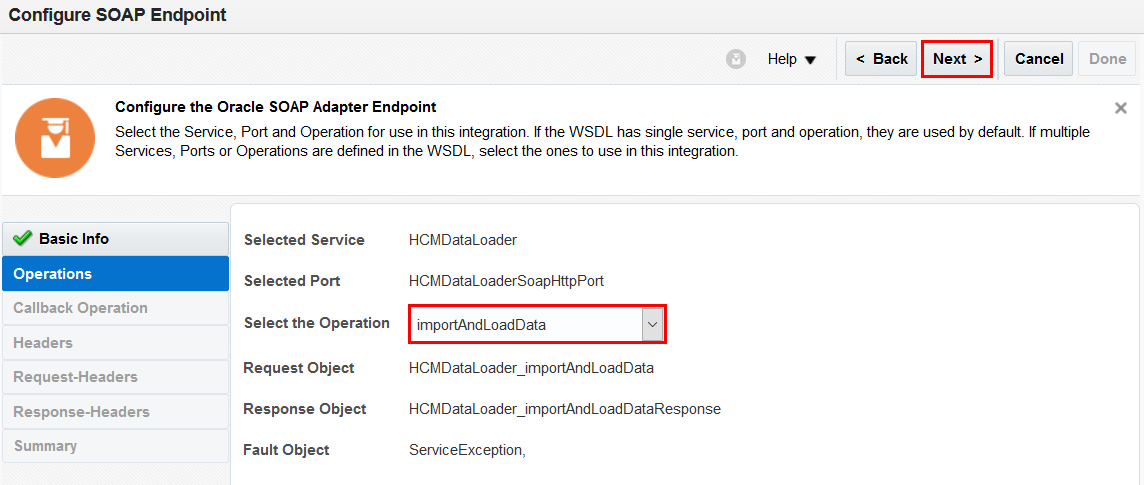 Configure SOAP Endpoint
Help
< Back
Next >
Cancel
Done
Configure the Oracle SOAP Adapter Endpoint
Select the Service, Port and Operation for use in this integration. If the WSDL has single service, port and operation, they are used by default. If multiple
Services, Ports or Operations are defined in the WSDL, select the ones to use in this integration.
Basic Info
Operations
Callback Operation
Headers
Request-Headers
Response-Headers
Summary
Selected Service HCMDataLoader
Selected Port HCMDataLoaderSoapHttpPort
Select the Operation importAndLoadData
Request Object HCMDataLoader_importAndLoadData
Response Object HCMDataLoader_importAndLoadDataResponse
Fault Object ServiceException,